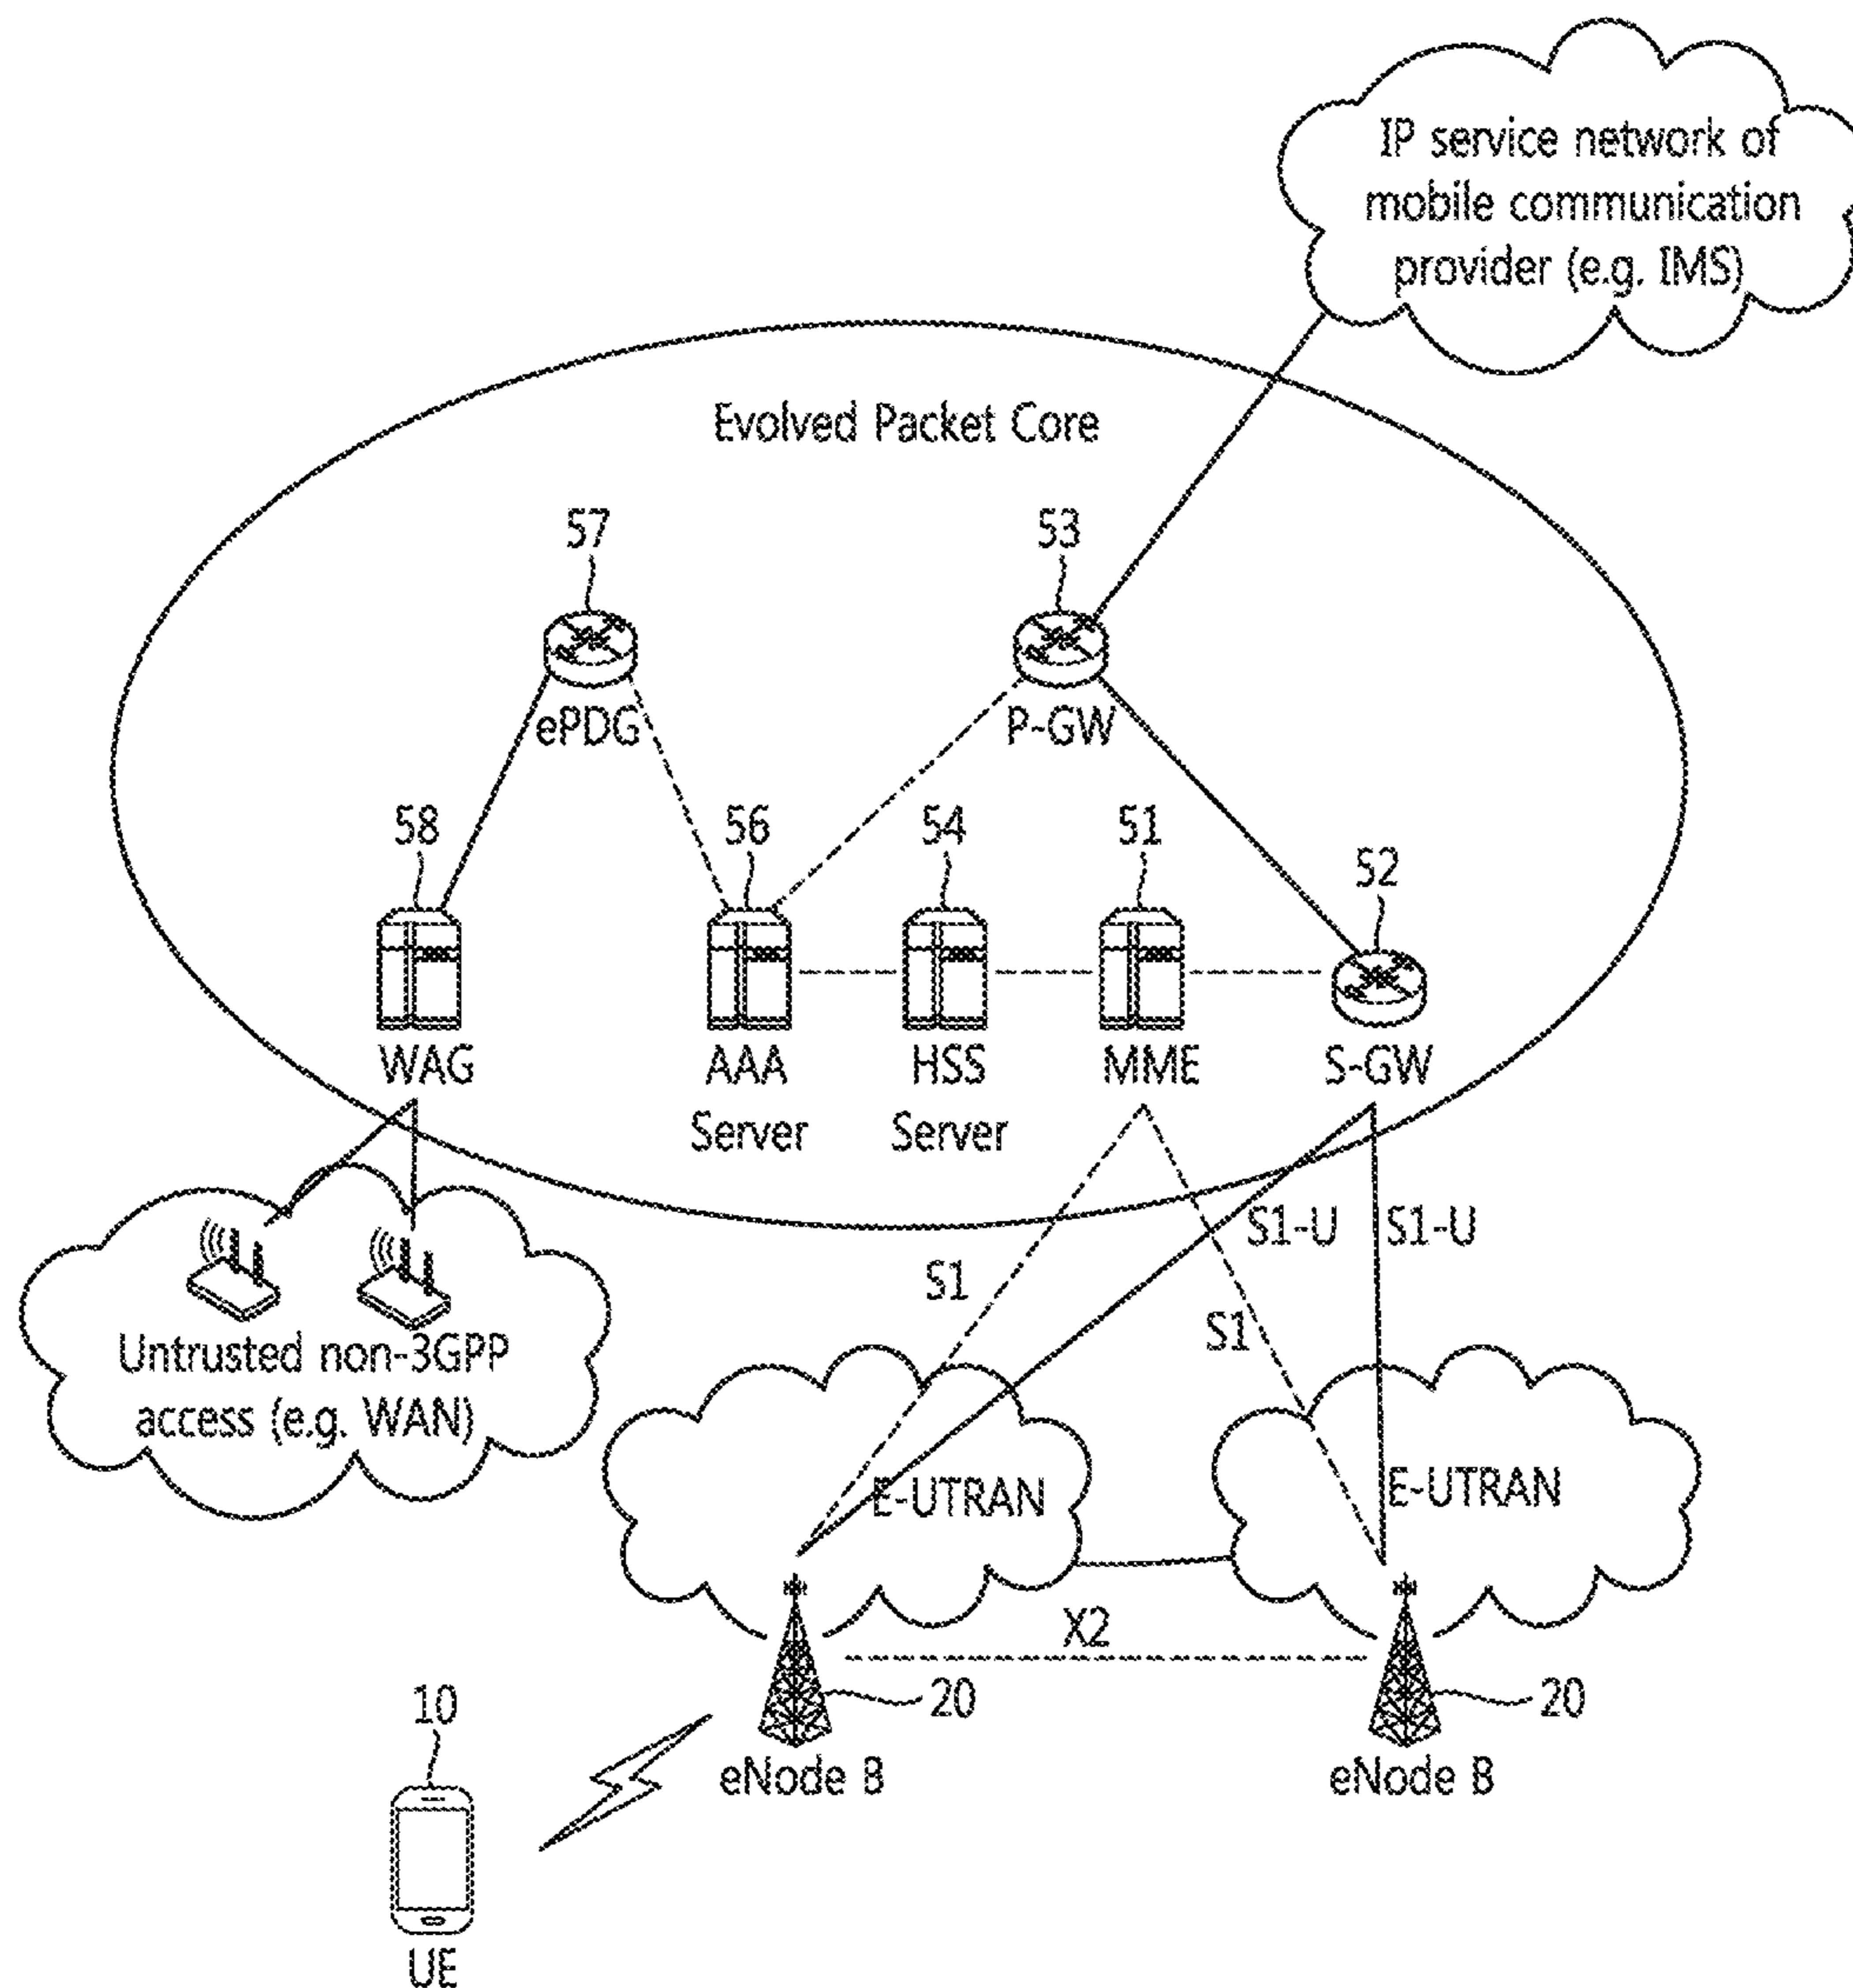 IP service network of
mobile communication
provider (e.g. IMS)
Evolved Packet Core
57
53
ePDG
P-GW
58
56
54
51
52
WAG
AAA
Server
HSS
Server
MME
S-GW
S1-U
S1-U
S1
S1
Untrusted non-3GPP
access (e.g. WAN)
E-UTRAN
E-UTRAN
X2
20
20
10
eNode B
eNode B
UE